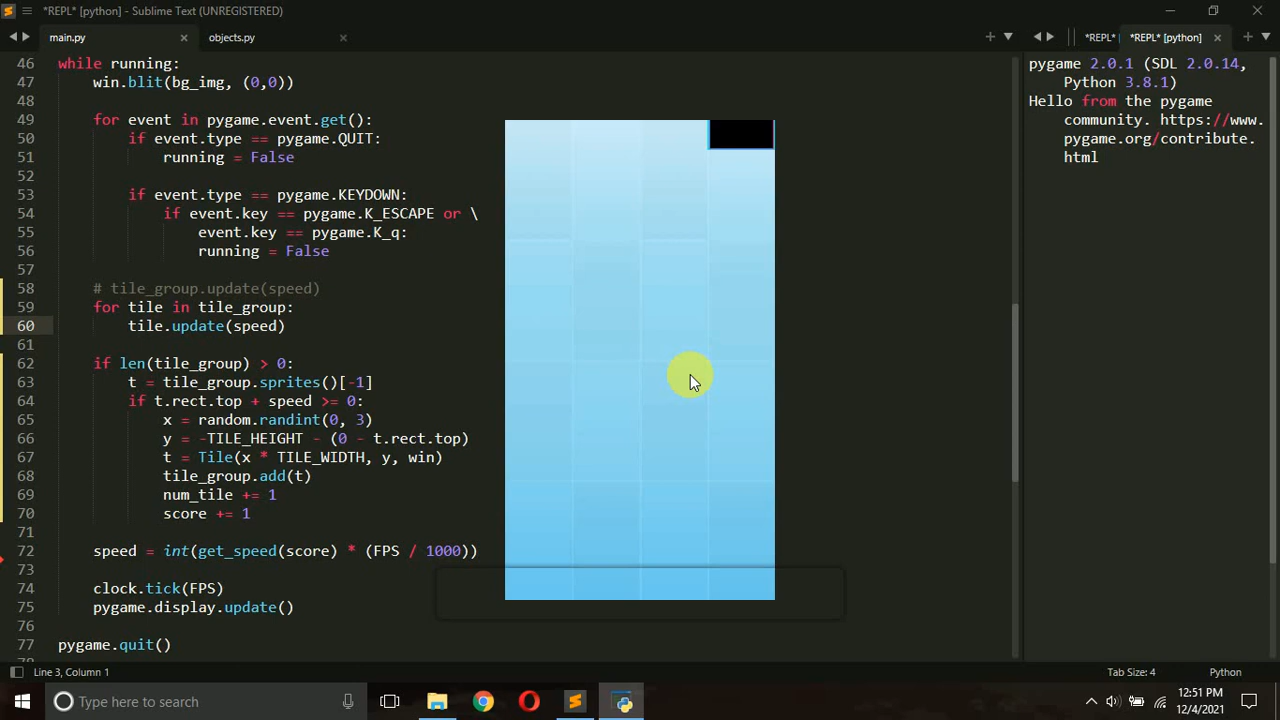 *REPL* [python] - Sublime Text (UNREGISTERED)
main.py
objects.py
*REPL*
*REPL* [python]
46 while running:
47 win.blit(bg_img, (0,0))
48
49 for event in pygame.event.get():
50 if event.type == pygame.QUIT:
51 running = False
52
53 if event.type == pygame.KEYDOWN:
54 if event.key == pygame.K_ESCAPE or \
55 event.key == pygame.K_q:
56 running = False
57
58 # tile_group.update(speed)
59 for tile in tile_group:
60 tile.update(speed)
61
62 if len(tile_group) > 0:
63 t = tile_group.sprites()[-1]
64 if t.rect.top + speed >= 0:
65 x = random.randint(0, 3)
66 y = -TILE_HEIGHT - (0 - t.rect.top)
67 t = Tile(x * TILE_WIDTH, y, win)
68 tile_group.add(t)
69 num_tile += 1
70 score += 1
71
72 speed = int(get_speed(score) * (FPS / 1000))
73
74 clock.tick(FPS)
75 pygame.display.update()
76
77 pygame.quit()
pygame 2.0.1 (SDL 2.0.14,
Python 3.8.1)
Hello from the pygame
community. https://www.
pygame.org/contribute.
html
Line 3, Column 1
Tab Size: 4
Python
Type here to search
12:51 PM
12/4/2021